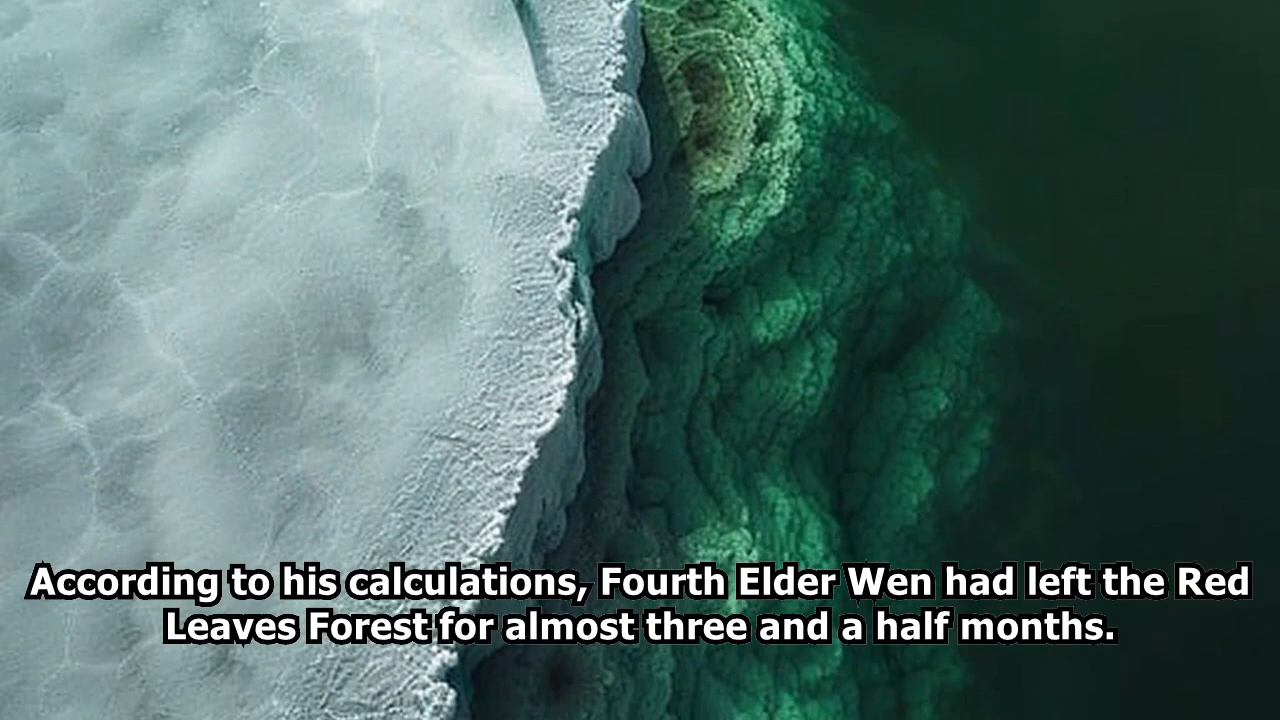 According to his calculations, Fourth Elder Wen had left the Red
Leaves Forest for almost three and a half months.